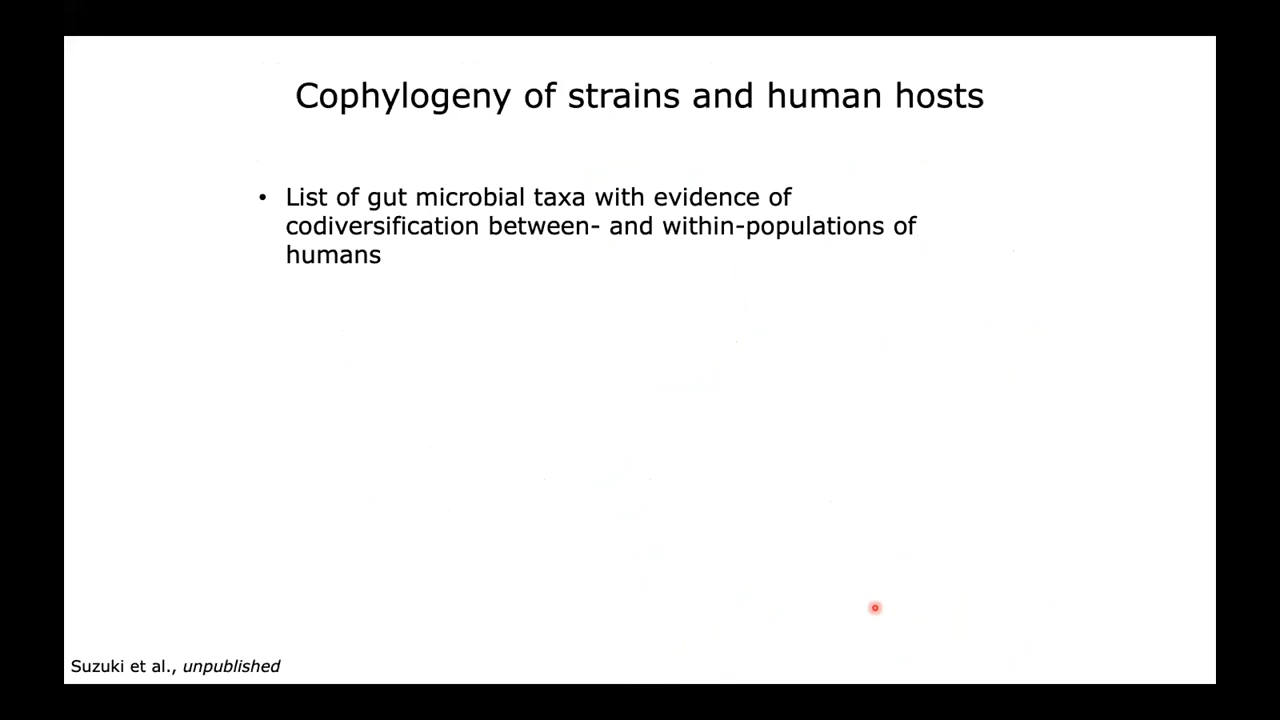 Cophylogeny of strains and human hosts
• List of gut microbial taxa with evidence of
codiversification between- and within-populations of
humans
Suzuki et al., unpublished